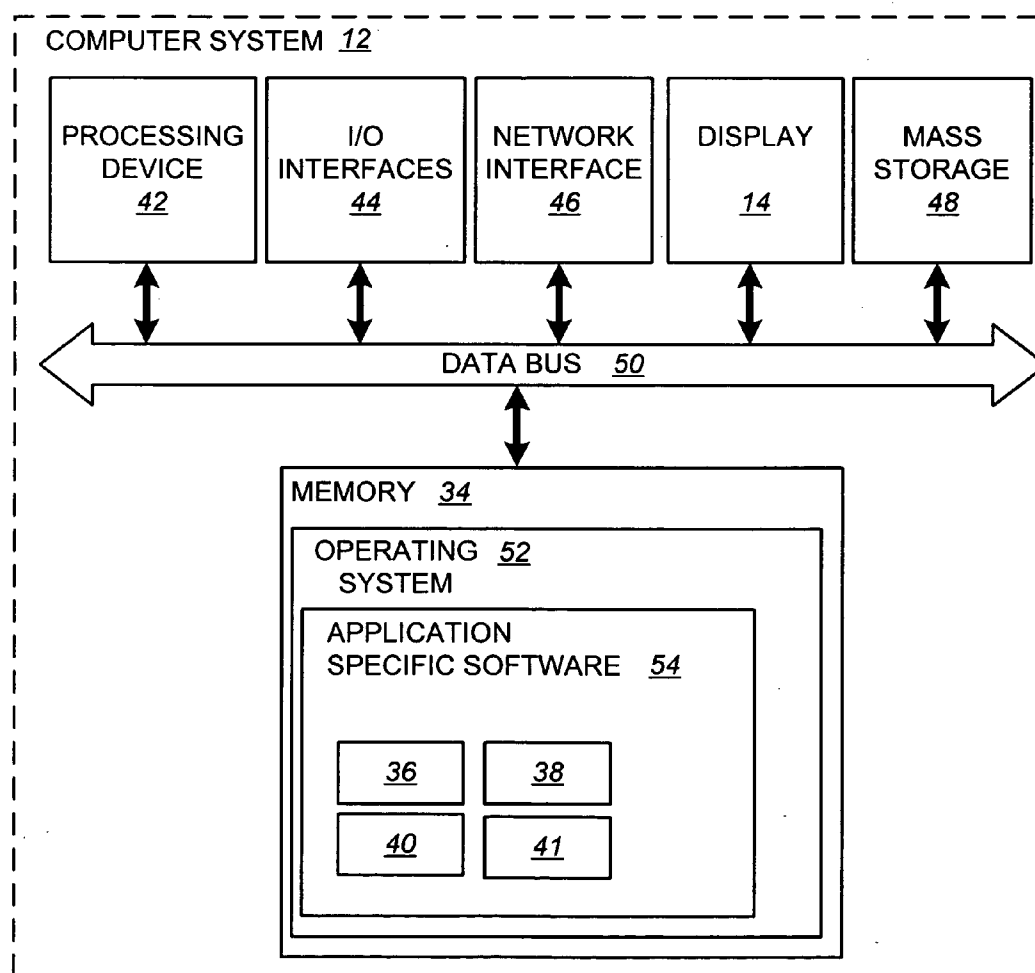 COMPUTER SYSTEM 12
PROCESSING
DEVICE
42
I/O
INTERFACES
44
NETWORK
INTERFACE
46
DISPLAY
14
MASS
STORAGE
48
DATA BUS 50
MEMORY 34
OPERATING 52
SYSTEM
APPLICATION
SPECIFIC SOFTWARE 54
36
38
40
41